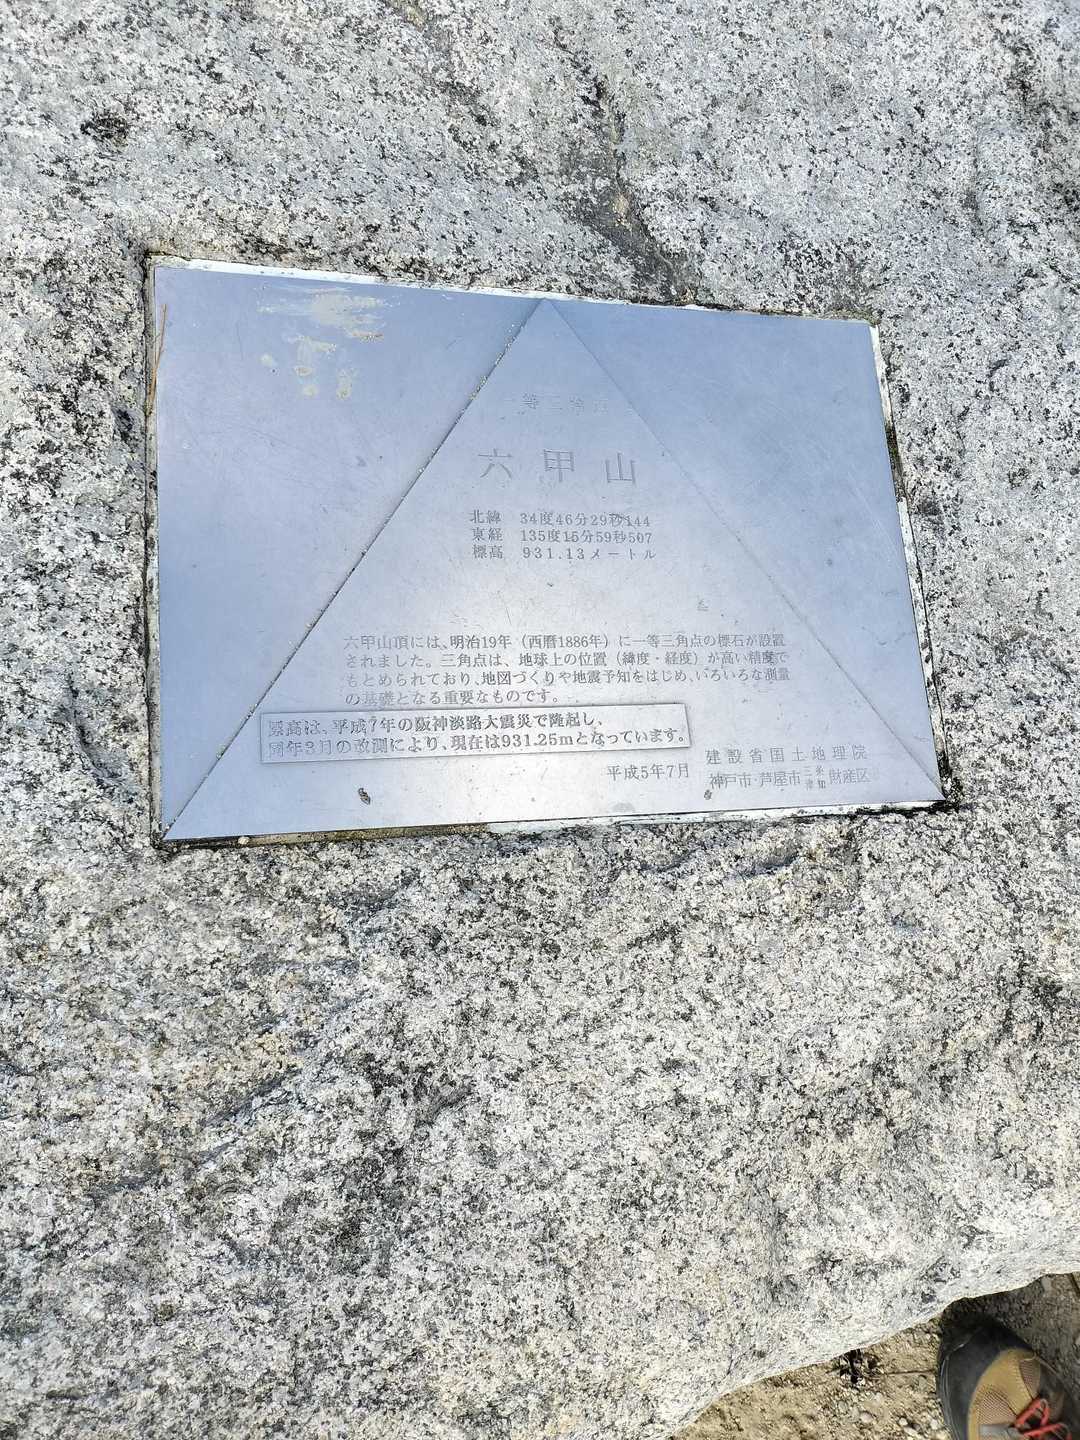 一等三角点
六甲山
北緯 34度46分29秒144
東経 135度15分59秒507
標高 931.13メートル
六甲山頂には、明治19年（西暦1886年）に一等三角点の標石が設置
されました。三角点は、地球上の位置（緯度・経度）が高い精度で
もとめられており、地図づくりや地震予知をはじめ、いろいろな測量
の基礎となる重要なものです。
標高は、平成7年の阪神淡路大震災で隆起し、
同年3月の改測により、現在は931.25mとなっています。
平成5年7月
建設省国土地理院
神戸市・芦屋市 財産区